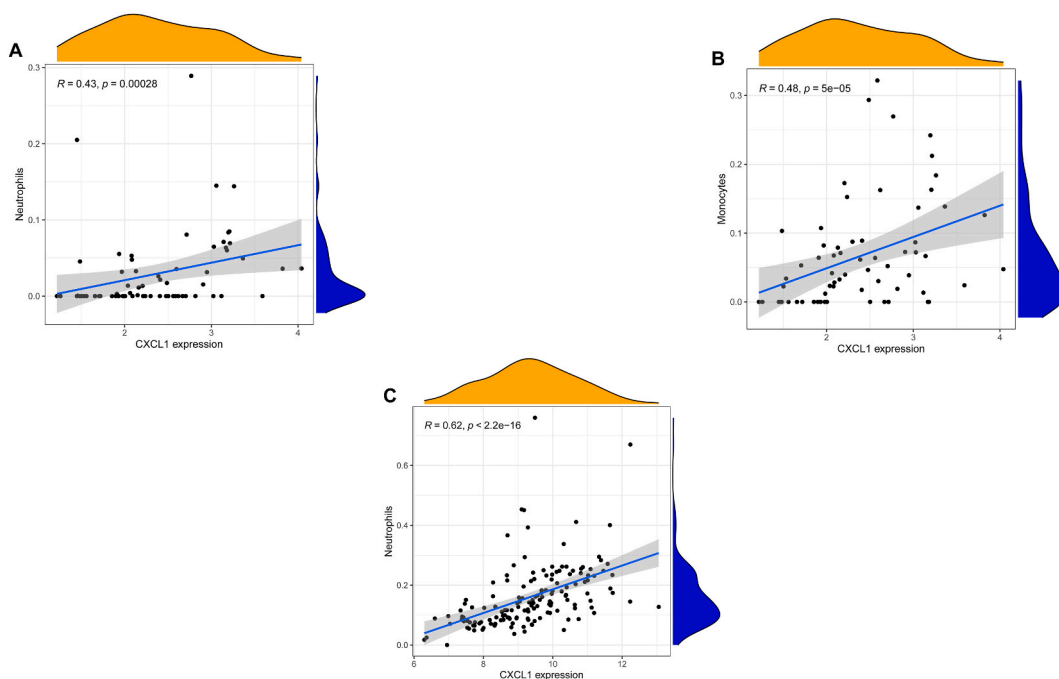 A
R = 0.43, p = 0.00028
Neutrophils
0.3
0.2
0.1
0.0
2
3
4
CXCL1 expression
B
R = 0.48, p = 5e−05
Monocytes
0.3
0.2
0.1
0.0
2
3
4
CXCL1 expression
C
R = 0.62, p < 2.2e−16
Neutrophils
0.6
0.4
0.2
0.0
6
8
10
12
CXCL1 expression